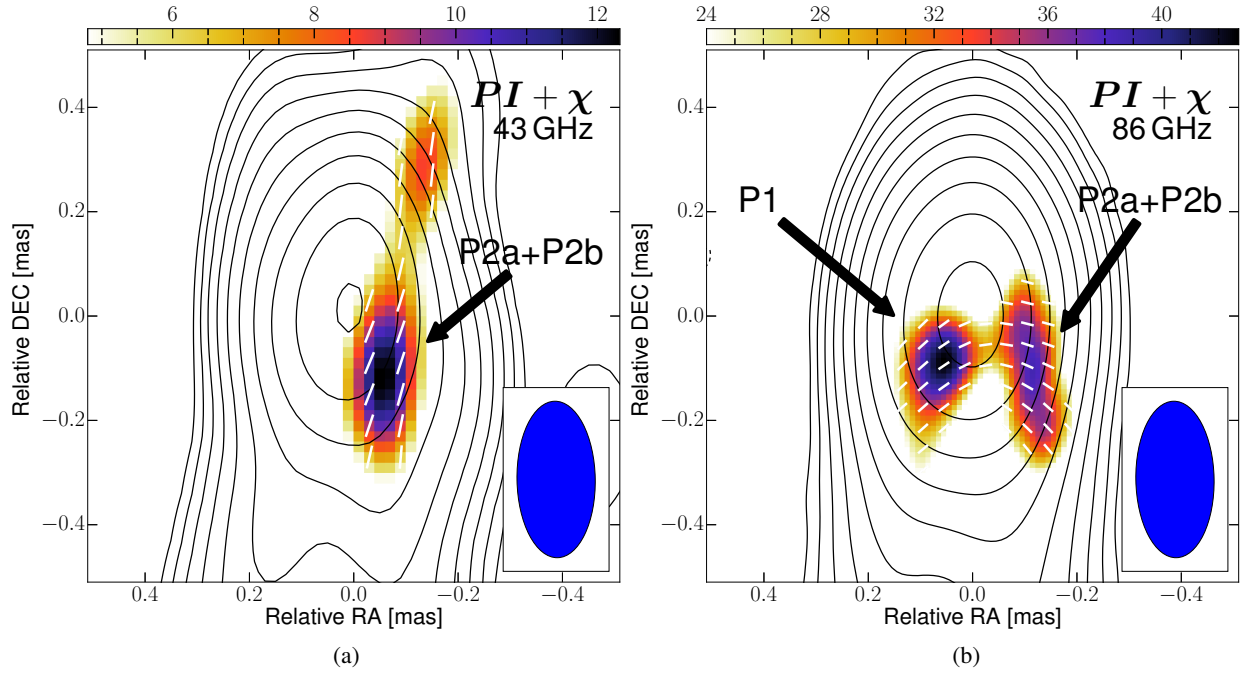 6 8 10 12
24 28 32 36 40
PI + χ
43 GHz
P2a+P2b
0.4
0.2
0.0
−0.2
−0.4
Relative DEC [mas]
0.4 0.2 0.0 −0.2 −0.4
Relative RA [mas]
(a)
PI + χ
86 GHz
P1
P2a+P2b
0.4
0.2
0.0
−0.2
−0.4
Relative DEC [mas]
0.4 0.2 0.0 −0.2 −0.4
Relative RA [mas]
(b)